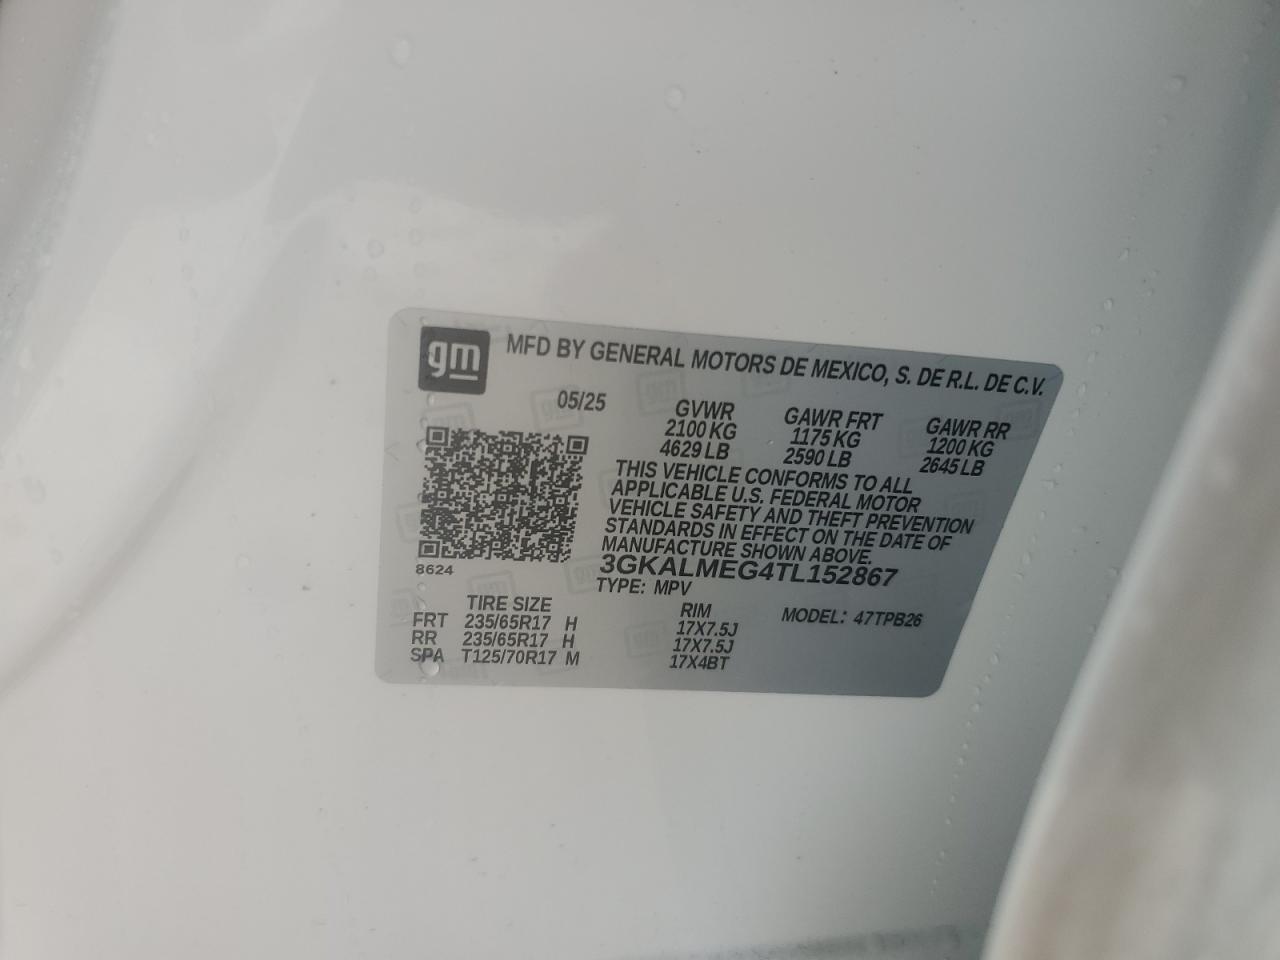 gm
MFD BY GENERAL MOTORS DE MEXICO, S. DE R.L. DE C.V.
05/25 GVWR GAWR FRT GAWR RR
2100 KG 1175 KG 1200 KG
4629 LB 2590 LB 2645 LB
THIS VEHICLE CONFORMS TO ALL
APPLICABLE U.S. FEDERAL MOTOR
VEHICLE SAFETY AND THEFT PREVENTION
STANDARDS IN EFFECT ON THE DATE OF
MANUFACTURE SHOWN ABOVE.
3GKALMEG4TL152867
8624
TYPE: MPV MODEL: 47TPB26
TIRE SIZE RIM
FRT 235/65R17 H 17X7.5J
RR 235/65R17 H 17X7.5J
SPA T125/70R17 M 17X4BT